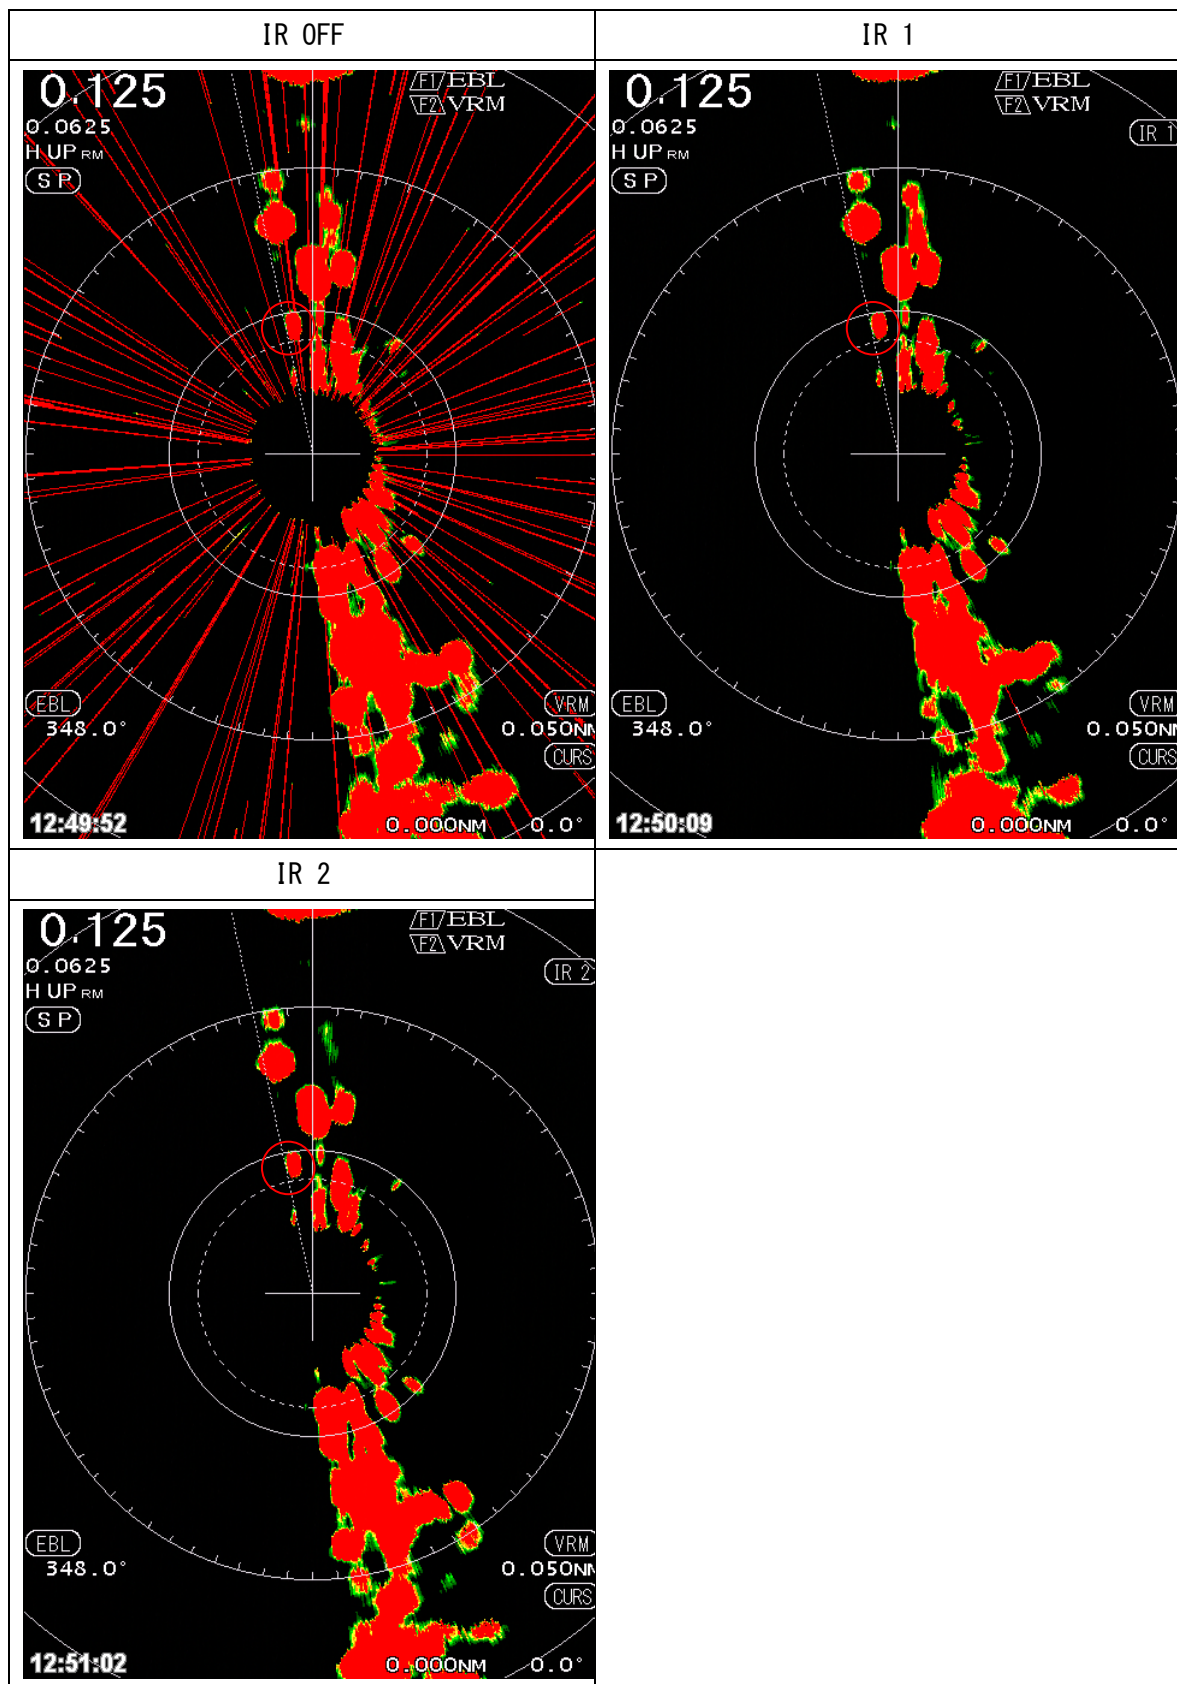 IR OFF
IR 1
0.125
F1 EBL
F2 VRM
0.0625
H UP RM
S P
EBL
348.0°
VRM
0.050NM
CURS
12:49:52
0.000NM 0.0°
0.125
F1 EBL
F2 VRM
0.0625
IR 1
H UP RM
S P
EBL
348.0°
VRM
0.050NM
CURS
12:50:09
0.000NM 0.0°
IR 2
0.125
F1 EBL
F2 VRM
0.0625
IR 2
H UP RM
S P
EBL
348.0°
VRM
0.050NM
CURS
12:51:02
0.000NM 0.0°